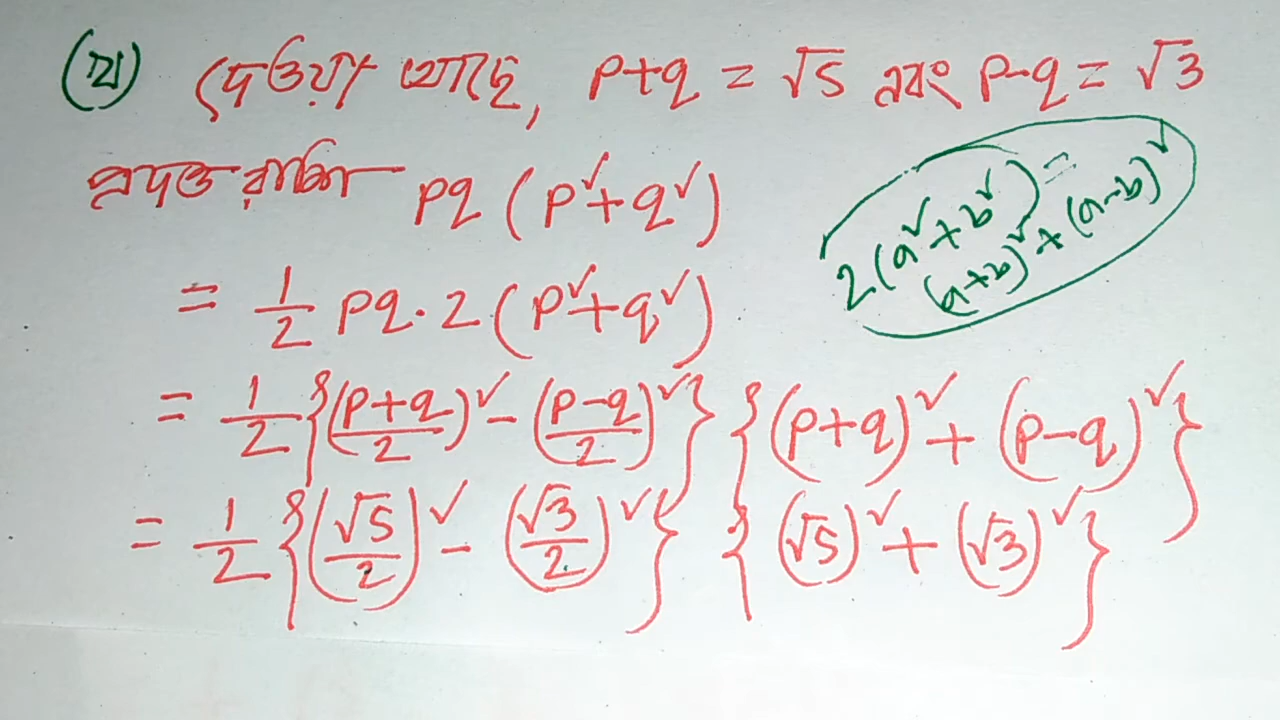 (খ) দেওয়া আছে, p+q = √5 এবং p-q = √3
প্রদত্ত রাশি pq (p²+q²)
2(a²+b²) =
(a+b)² + (a-b)²
= 1/2 pq · 2 (p²+q²)
= 1/2 {((p+q)/2)² - ((p-q)/2)²} {(p+q)² + (p-q)²}
= 1/2 {(√5/2)² - (√3/2)²} {(√5)² + (√3)²}